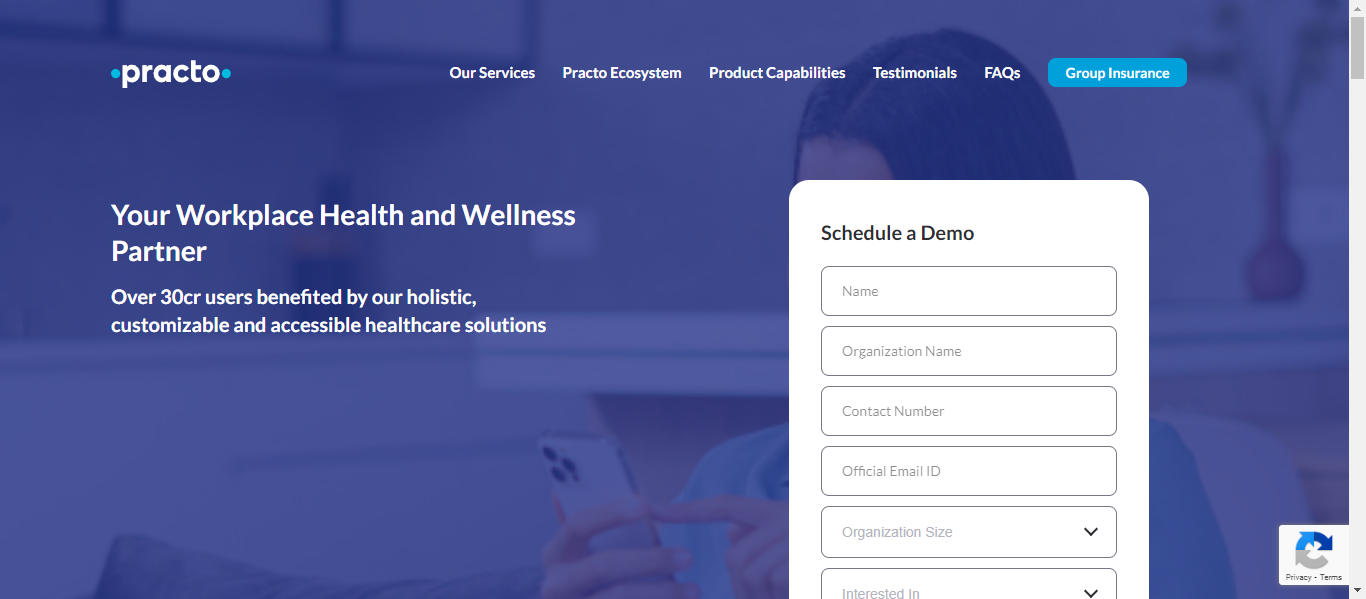 practo
Our Services
Practo Ecosystem
Product Capabilities
Testimonials
FAQs
Group Insurance
Your Workplace Health and Wellness
Partner
Over 30cr users benefited by our holistic,
customizable and accessible healthcare solutions
Schedule a Demo
Name
Organization Name
Contact Number
Official Email ID
Organization Size
Interested In
Privacy - Terms